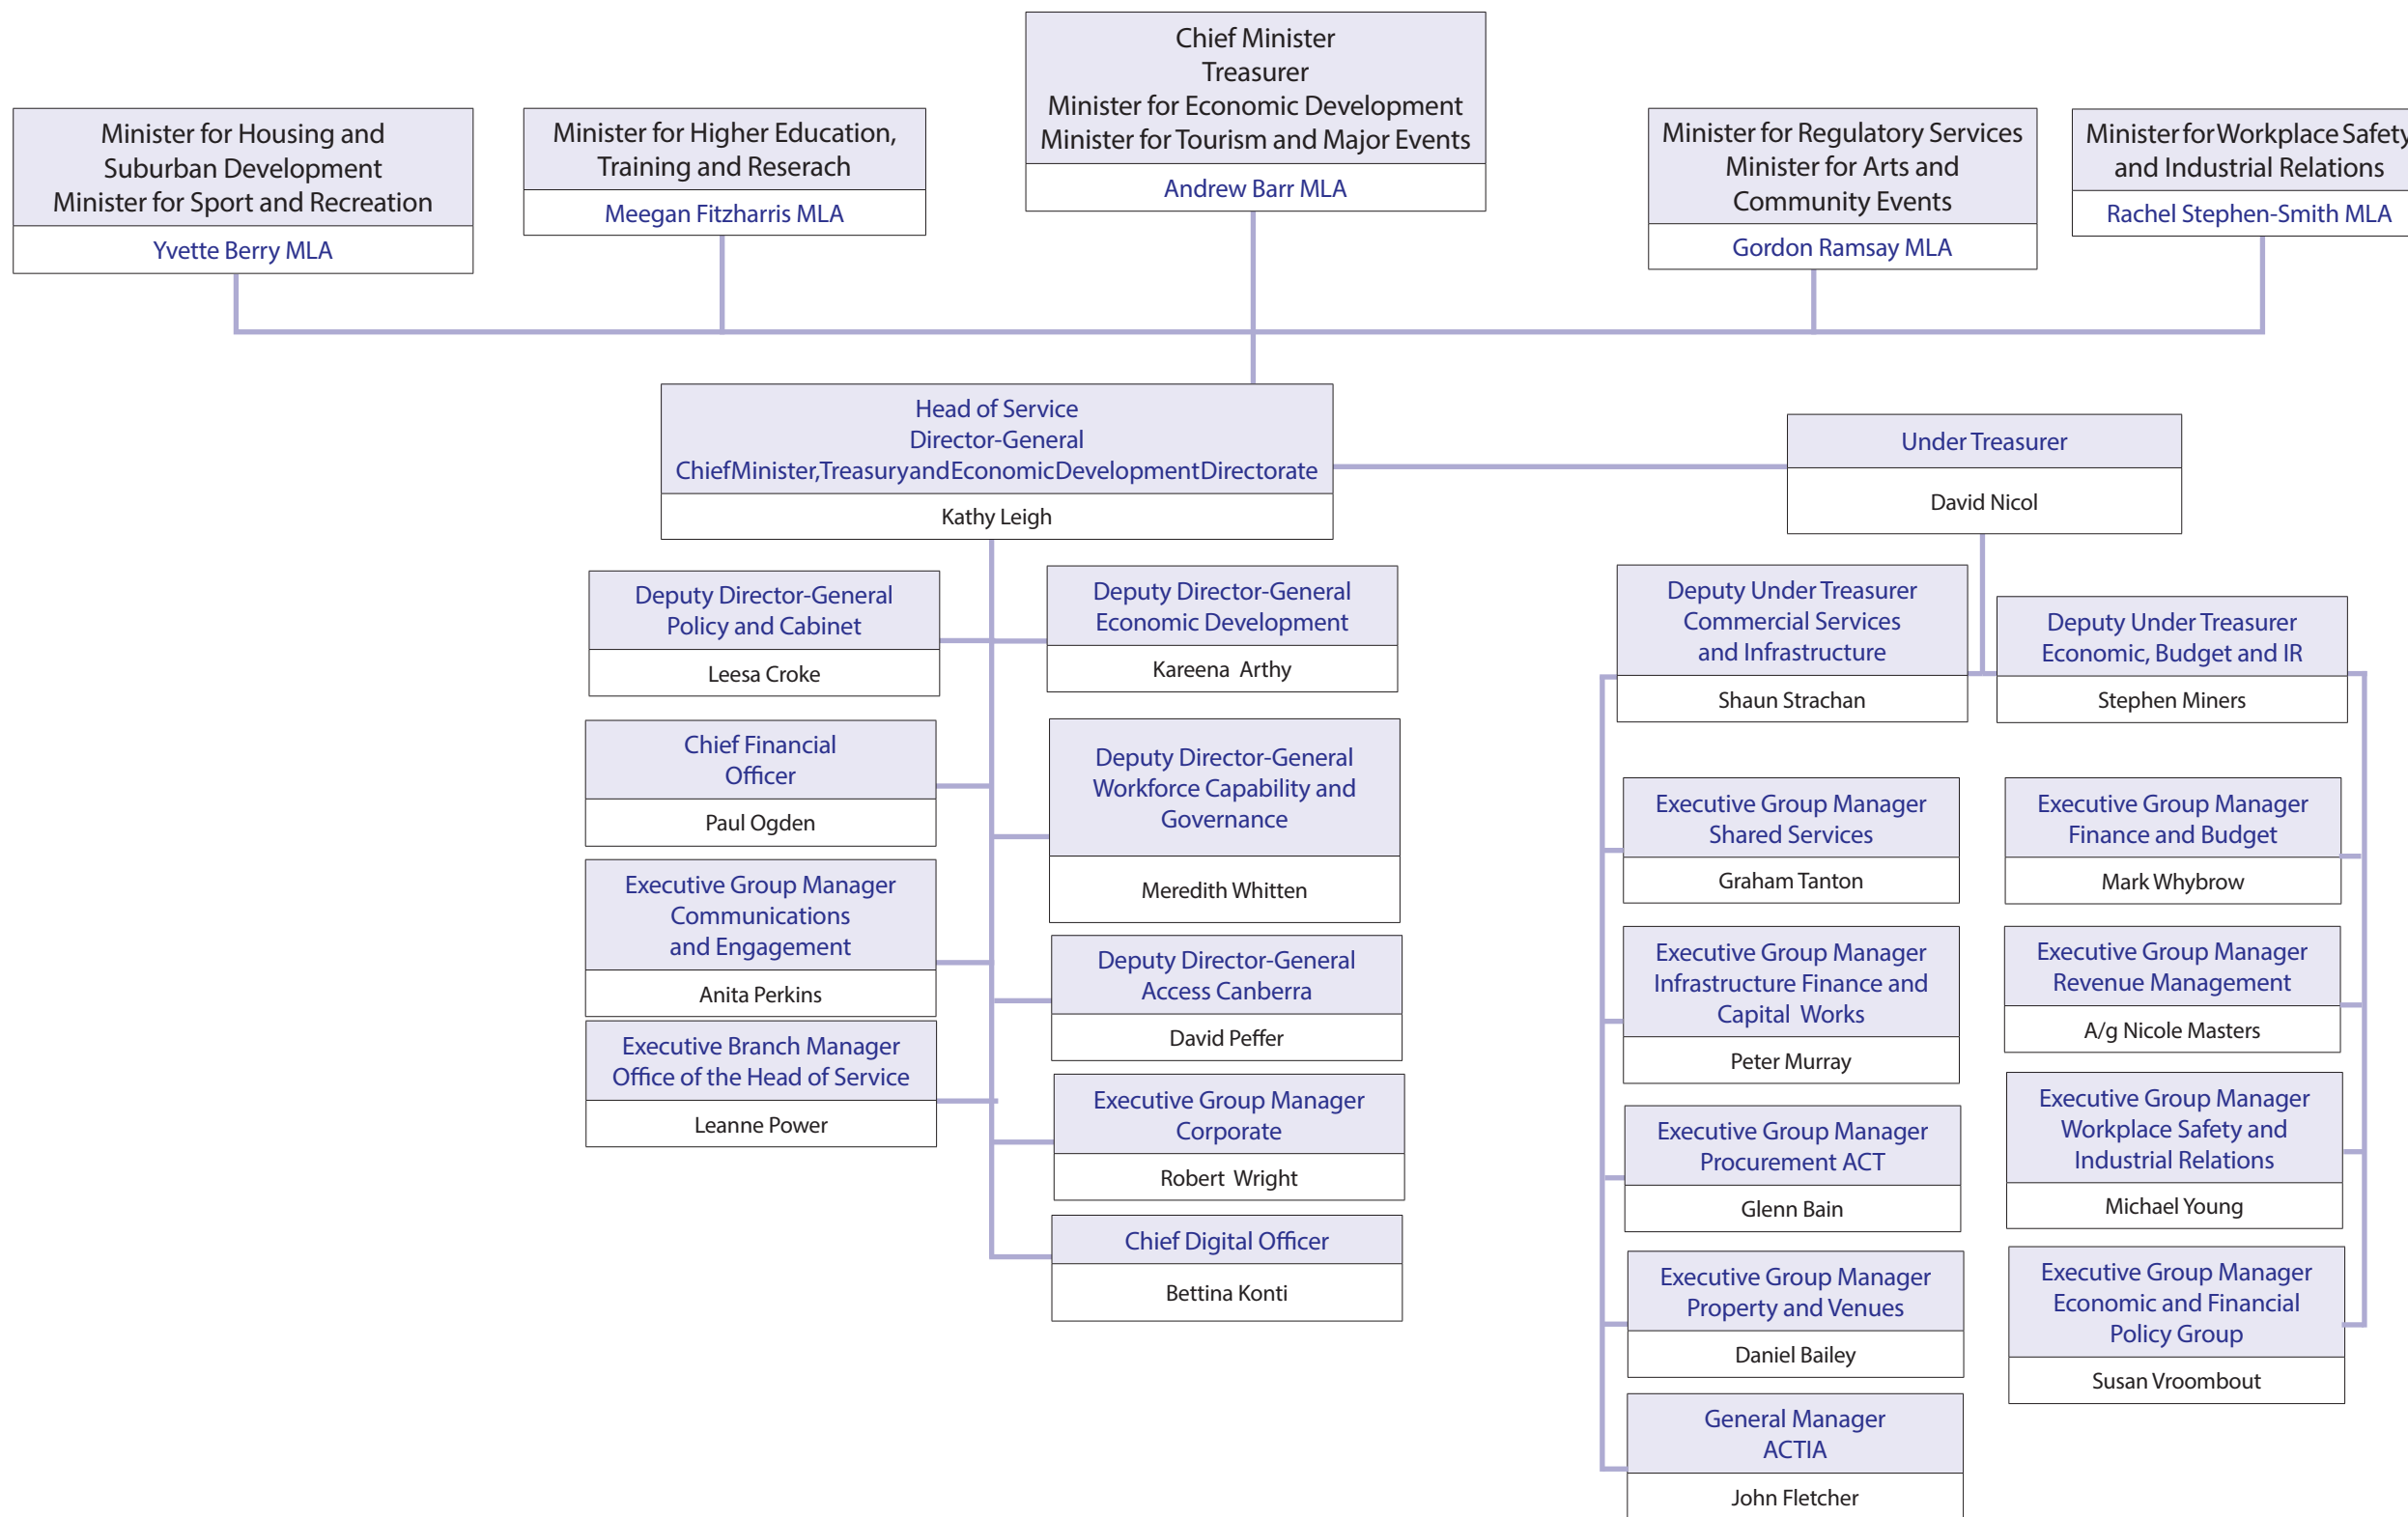 Chief Minister
Treasurer
Minister for Economic Development
Minister for Tourism and Major Events
Andrew Barr MLA
Minister for Housing and
Suburban Development
Minister for Sport and Recreation
Yvette Berry MLA
Minister for Higher Education,
Training and Reserach
Meegan Fitzharris MLA
Minister for Regulatory Services
Minister for Arts and
Community Events
Gordon Ramsay MLA
Minister for Workplace Safety
and Industrial Relations
Rachel Stephen-Smith MLA
Head of Service
Director-General
Chief Minister, Treasury and Economic Development Directorate
Kathy Leigh
Under Treasurer
David Nicol
Deputy Director-General
Policy and Cabinet
Leesa Croke
Chief Financial
Officer
Paul Ogden
Executive Group Manager
Communications
and Engagement
Anita Perkins
Executive Branch Manager
Office of the Head of Service
Leanne Power
Deputy Director-General
Economic Development
Kareena Arthy
Deputy Director-General
Workforce Capability and
Governance
Meredith Whitten
Deputy Director-General
Access Canberra
David Peffer
Executive Group Manager
Corporate
Robert Wright
Chief Digital Officer
Bettina Konti
Deputy Under Treasurer
Commercial Services
and Infrastructure
Shaun Strachan
Executive Group Manager
Shared Services
Graham Tanton
Executive Group Manager
Infrastructure Finance and
Capital Works
Peter Murray
Executive Group Manager
Procurement ACT
Glenn Bain
Executive Group Manager
Property and Venues
Daniel Bailey
General Manager
ACTIA
John Fletcher
Deputy Under Treasurer
Economic, Budget and IR
Stephen Miners
Executive Group Manager
Finance and Budget
Mark Whybrow
Executive Group Manager
Revenue Management
A/g Nicole Masters
Executive Group Manager
Workplace Safety and
Industrial Relations
Michael Young
Executive Group Manager
Economic and Financial
Policy Group
Susan Vroombout